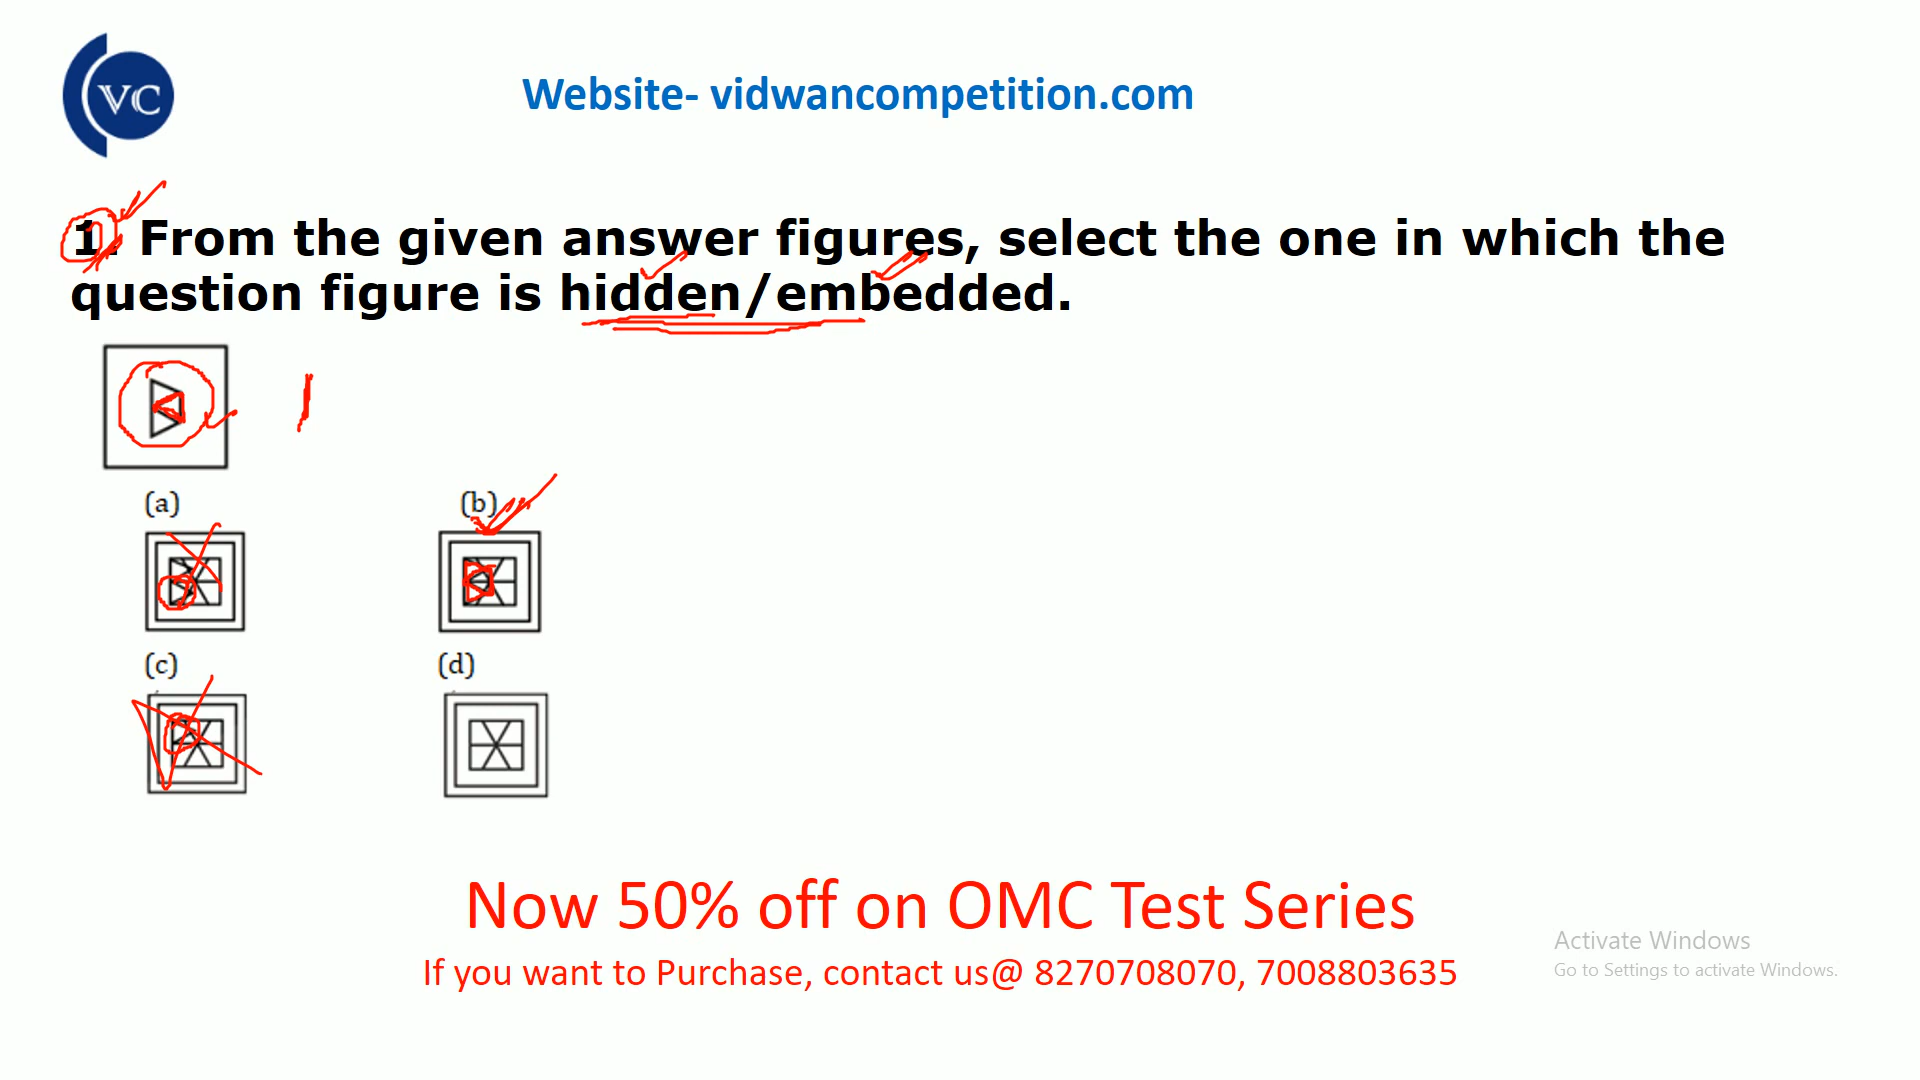 VC
Website- vidwancompetition.com
1. From the given answer figures, select the one in which the
question figure is hidden/embedded.
(a) (b)
(c) (d)
Now 50% off on OMC Test Series
If you want to Purchase, contact us@ 8270708070, 7008803635
Activate Windows
Go to Settings to activate Windows.